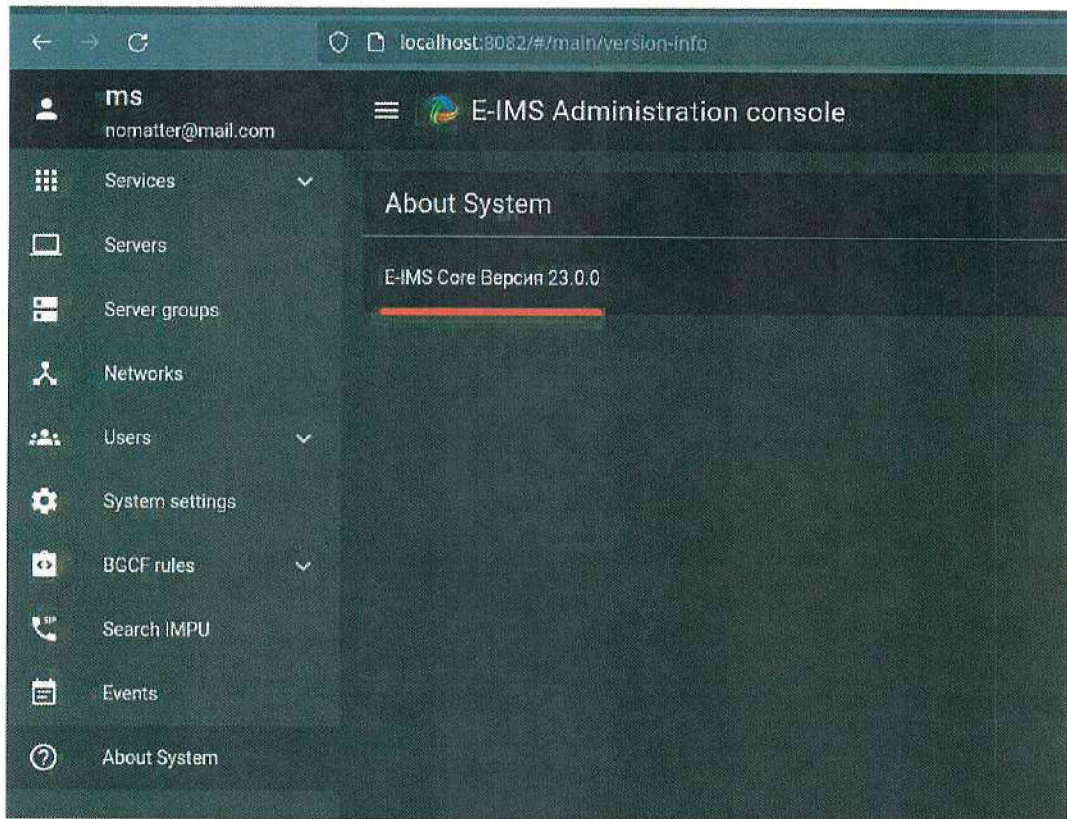 localhost:8082/#/main/version-info
ms
nomatter@mail.com
E-IMS Administration console
Services
Servers
Server groups
Networks
Users
System settings
BGCF rules
Search IMPU
Events
About System
About System
E-IMS Core Версия 23.0.0